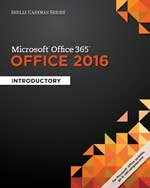 SHELLY CASHMAN SERIES
Microsoft Office 365
OFFICE 2016
INTRODUCTORY